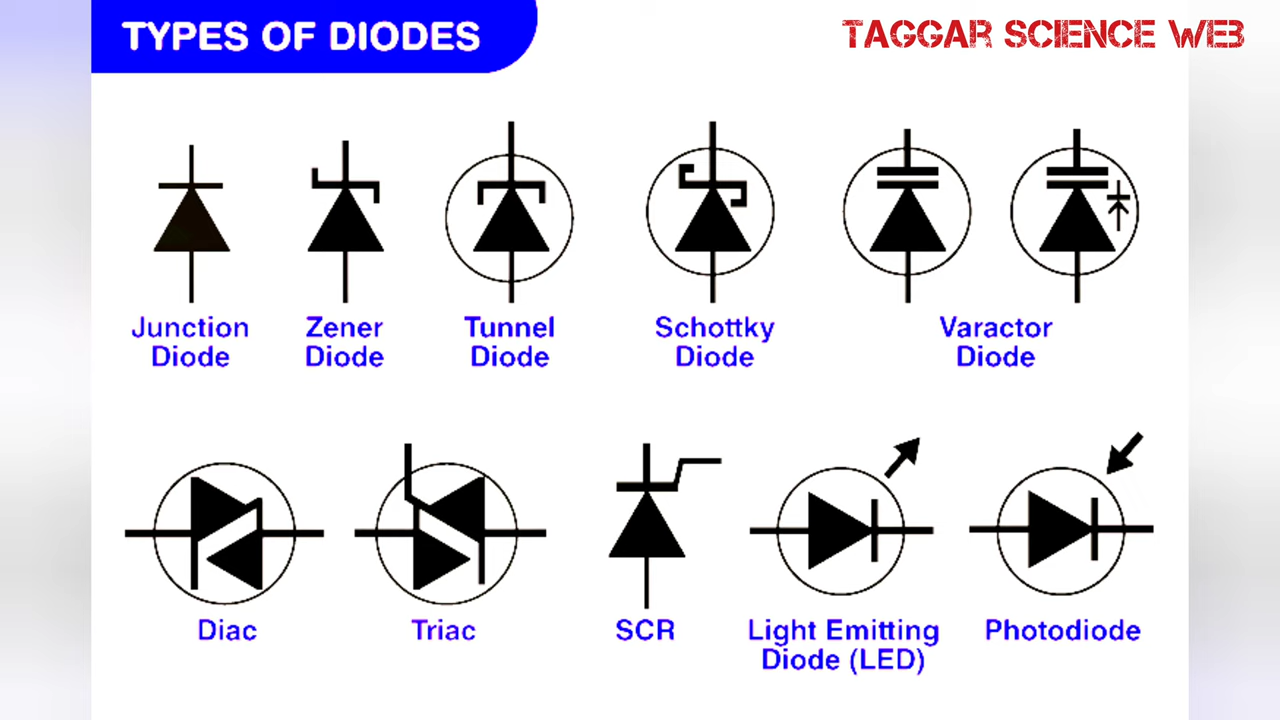 TYPES OF DIODES
TAGGAR SCIENCE WEB
Junction
Diode
Zener
Diode
Tunnel
Diode
Schottky
Diode
Varactor
Diode
Diac
Triac
SCR
Light Emitting
Diode (LED)
Photodiode